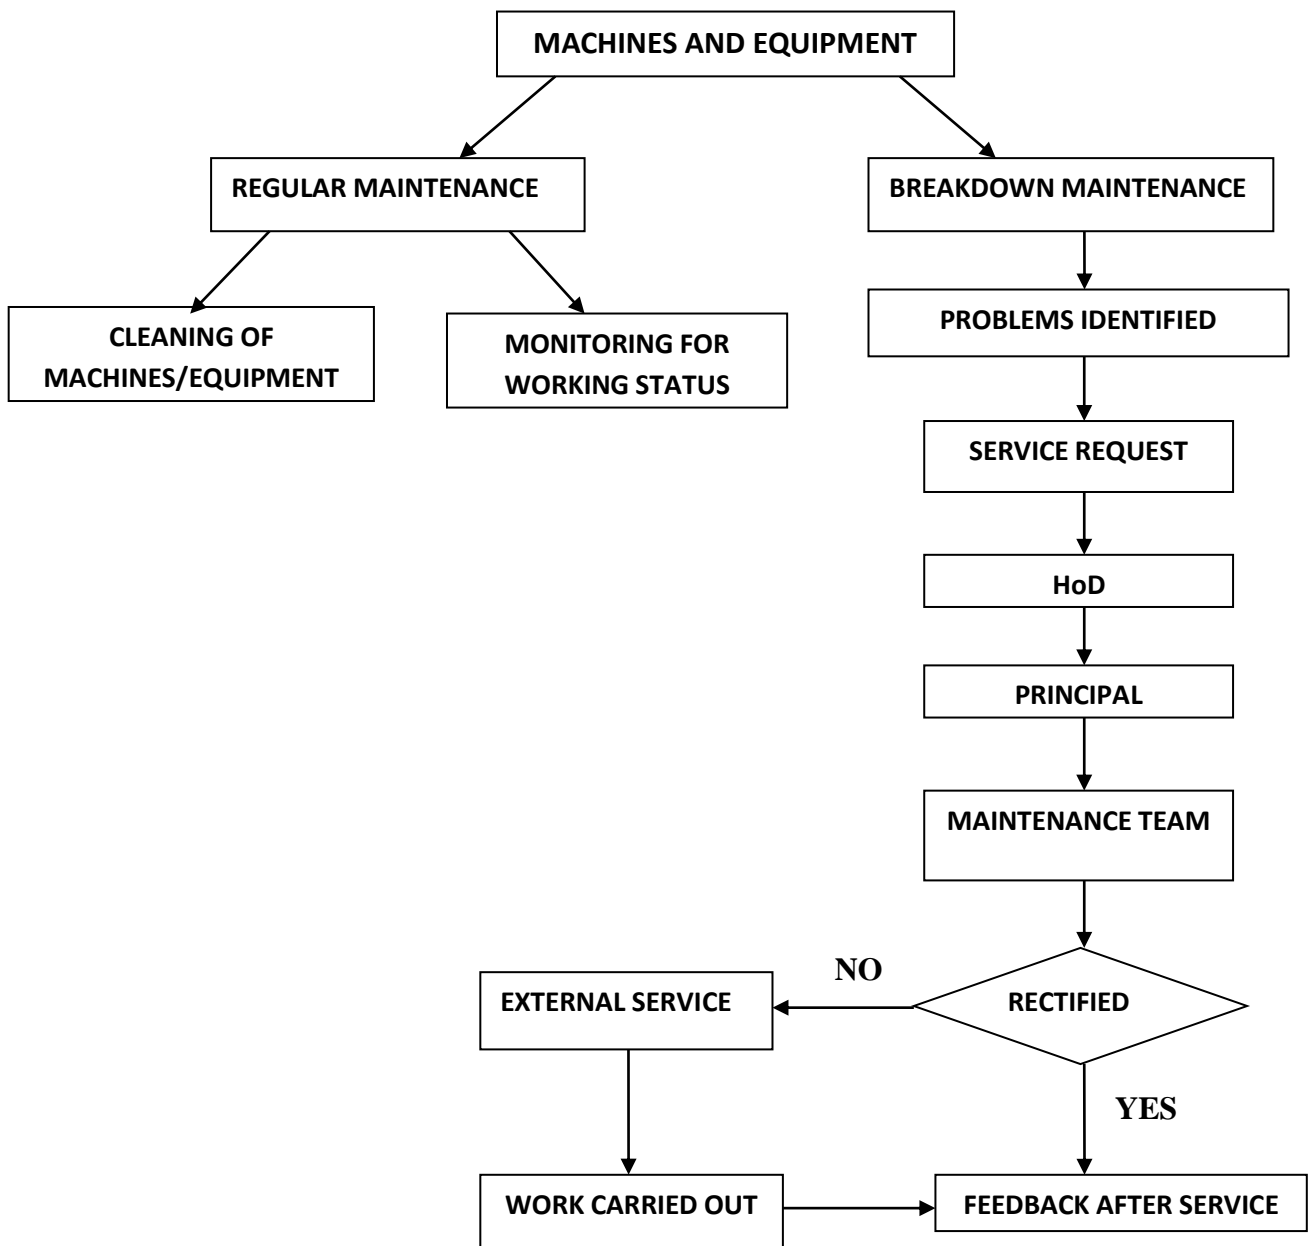 MACHINES AND EQUIPMENT
REGULAR MAINTENANCE
BREAKDOWN MAINTENANCE
CLEANING OF
MACHINES/EQUIPMENT
MONITORING FOR
WORKING STATUS
PROBLEMS IDENTIFIED
SERVICE REQUEST
HoD
PRINCIPAL
MAINTENANCE TEAM
RECTIFIED
NO
EXTERNAL SERVICE
YES
WORK CARRIED OUT
FEEDBACK AFTER SERVICE